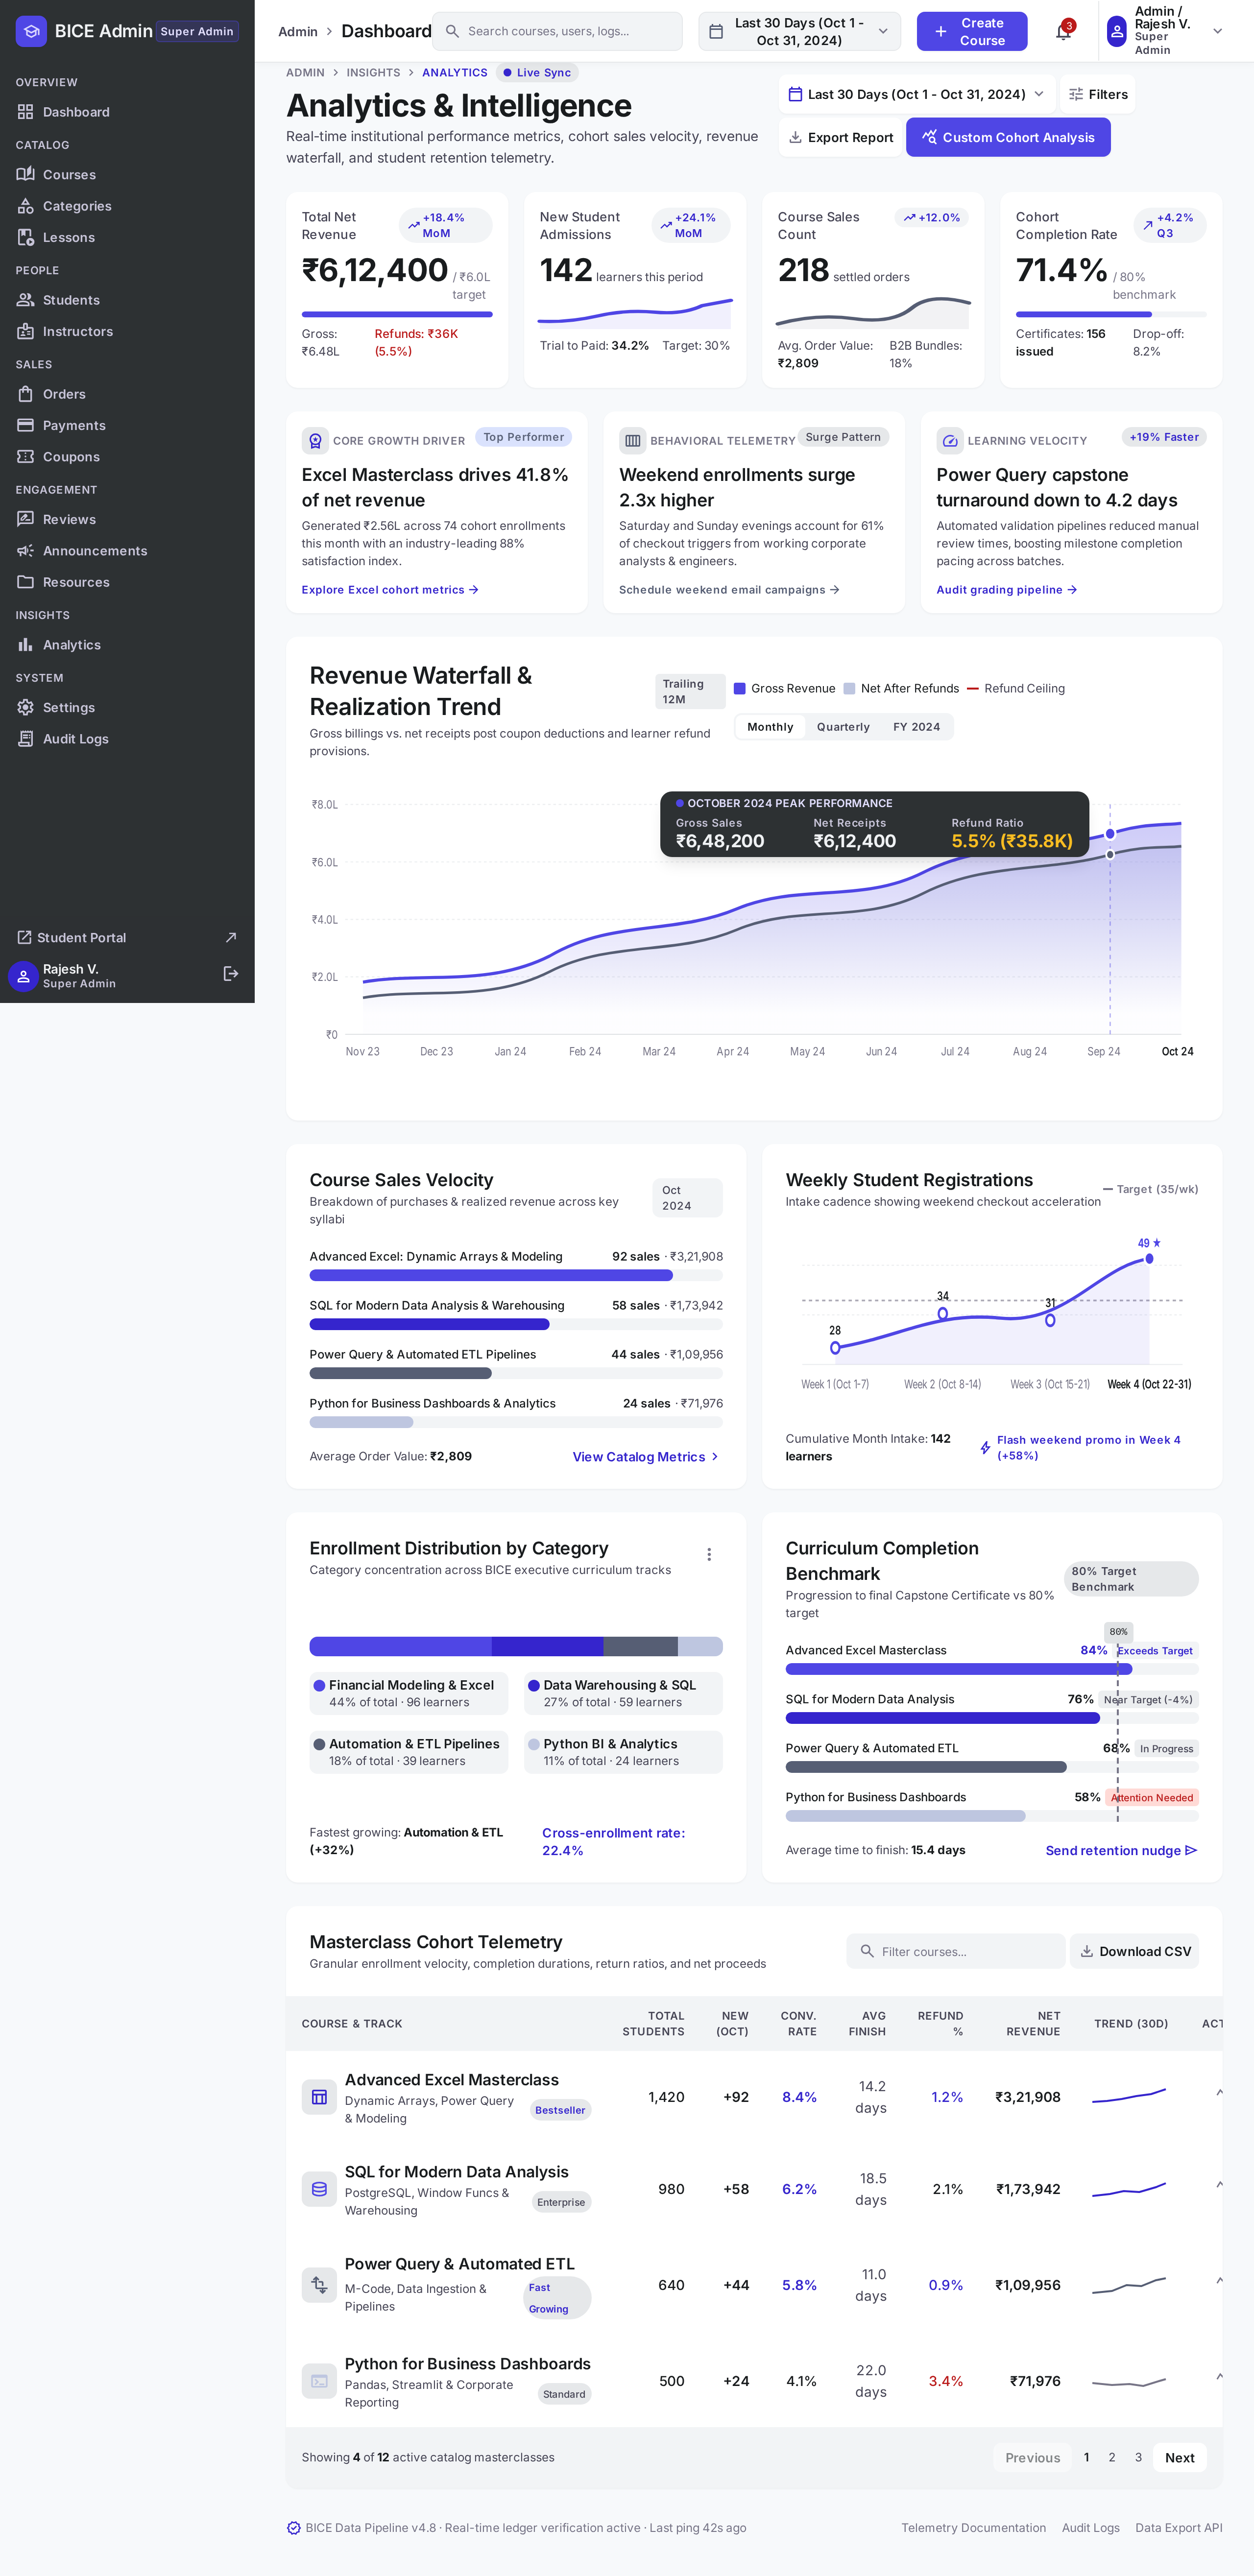 BICE Admin Super Admin
OVERVIEW
Dashboard
CATALOG
Courses
Categories
Lessons
PEOPLE
Students
Instructors
SALES
Orders
Payments
Coupons
ENGAGEMENT
Reviews
Announcements
Resources
INSIGHTS
Analytics
SYSTEM
Settings
Audit Logs
Student Portal
Rajesh V.
Super Admin
Admin > Dashboard
Search courses, users, logs...
Last 30 Days (Oct 1 -
Oct 31, 2024)
Create
Course
3
Admin /
Rajesh V.
Super
Admin
ADMIN > INSIGHTS > ANALYTICS Live Sync
Analytics & Intelligence
Real-time institutional performance metrics, cohort sales velocity, revenue
waterfall, and student retention telemetry.
Last 30 Days (Oct 1 - Oct 31, 2024)
Filters
Export Report
Custom Cohort Analysis
Total Net
Revenue
+18.4%
MoM
₹6,12,400 / ₹6.0L
target
Gross:
₹6.48L
Refunds: ₹36K
(5.5%)
New Student
Admissions
+24.1%
MoM
142 learners this period
Trial to Paid: 34.2% Target: 30%
Course Sales
Count
+12.0%
218 settled orders
Avg. Order Value:
₹2,809
B2B Bundles:
18%
Cohort
Completion Rate
+4.2%
Q3
71.4% / 80%
benchmark
Certificates: 156
issued
Drop-off:
8.2%
CORE GROWTH DRIVER Top Performer
Excel Masterclass drives 41.8%
of net revenue
Generated ₹2.56L across 74 cohort enrollments
this month with an industry-leading 88%
satisfaction index.
Explore Excel cohort metrics →
BEHAVIORAL TELEMETRY Surge Pattern
Weekend enrollments surge
2.3x higher
Saturday and Sunday evenings account for 61%
of checkout triggers from working corporate
analysts & engineers.
Schedule weekend email campaigns →
LEARNING VELOCITY +19% Faster
Power Query capstone
turnaround down to 4.2 days
Automated validation pipelines reduced manual
review times, boosting milestone completion
pacing across batches.
Audit grading pipeline →
Revenue Waterfall &
Realization Trend
Trailing
12M
Gross billings vs. net receipts post coupon deductions and learner refund
provisions.
Gross Revenue Net After Refunds Refund Ceiling
Monthly Quarterly FY 2024
OCTOBER 2024 PEAK PERFORMANCE
Gross Sales Net Receipts Refund Ratio
₹6,48,200 ₹6,12,400 5.5% (₹35.8K)
₹8.0L
₹6.0L
₹4.0L
₹2.0L
₹0
Nov 23 Dec 23 Jan 24 Feb 24 Mar 24 Apr 24 May 24 Jun 24 Jul 24 Aug 24 Sep 24 Oct 24
Course Sales Velocity
Breakdown of purchases & realized revenue across key
syllabi
Oct
2024
Advanced Excel: Dynamic Arrays & Modeling 92 sales · ₹3,21,908
SQL for Modern Data Analysis & Warehousing 58 sales · ₹1,73,942
Power Query & Automated ETL Pipelines 44 sales · ₹1,09,956
Python for Business Dashboards & Analytics 24 sales · ₹71,976
Average Order Value: ₹2,809 View Catalog Metrics >
Weekly Student Registrations
Intake cadence showing weekend checkout acceleration
Target (35/wk)
49 ★
34
31
28
Week 1 (Oct 1-7) Week 2 (Oct 8-14) Week 3 (Oct 15-21) Week 4 (Oct 22-31)
Cumulative Month Intake: 142
learners
Flash weekend promo in Week 4
(+58%)
Enrollment Distribution by Category
Category concentration across BICE executive curriculum tracks
Financial Modeling & Excel
44% of total · 96 learners
Data Warehousing & SQL
27% of total · 59 learners
Automation & ETL Pipelines
18% of total · 39 learners
Python BI & Analytics
11% of total · 24 learners
Fastest growing: Automation & ETL
(+32%)
Cross-enrollment rate:
22.4%
Curriculum Completion
Benchmark
Progression to final Capstone Certificate vs 80%
target
80% Target
Benchmark
80%
Advanced Excel Masterclass 84% Exceeds Target
SQL for Modern Data Analysis 76% Near Target (-4%)
Power Query & Automated ETL 68% In Progress
Python for Business Dashboards 58% Attention Needed
Average time to finish: 15.4 days Send retention nudge
Masterclass Cohort Telemetry
Granular enrollment velocity, completion durations, return ratios, and net proceeds
Filter courses...
Download CSV
COURSE & TRACK
TOTAL
STUDENTS
NEW
(OCT)
CONV.
RATE
AVG
FINISH
REFUND
%
NET
REVENUE
TREND (30D)
ACT
Advanced Excel Masterclass
Dynamic Arrays, Power Query
& Modeling
Bestseller
1,420 +92 8.4% 14.2
days
1.2% ₹3,21,908
SQL for Modern Data Analysis
PostgreSQL, Window Funcs &
Warehousing
Enterprise
980 +58 6.2% 18.5
days
2.1% ₹1,73,942
Power Query & Automated ETL
M-Code, Data Ingestion &
Pipelines
Fast
Growing
640 +44 5.8% 11.0
days
0.9% ₹1,09,956
Python for Business Dashboards
Pandas, Streamlit & Corporate
Reporting
Standard
500 +24 4.1% 22.0
days
3.4% ₹71,976
Showing 4 of 12 active catalog masterclasses
Previous 1 2 3 Next
BICE Data Pipeline v4.8 · Real-time ledger verification active · Last ping 42s ago
Telemetry Documentation Audit Logs Data Export API